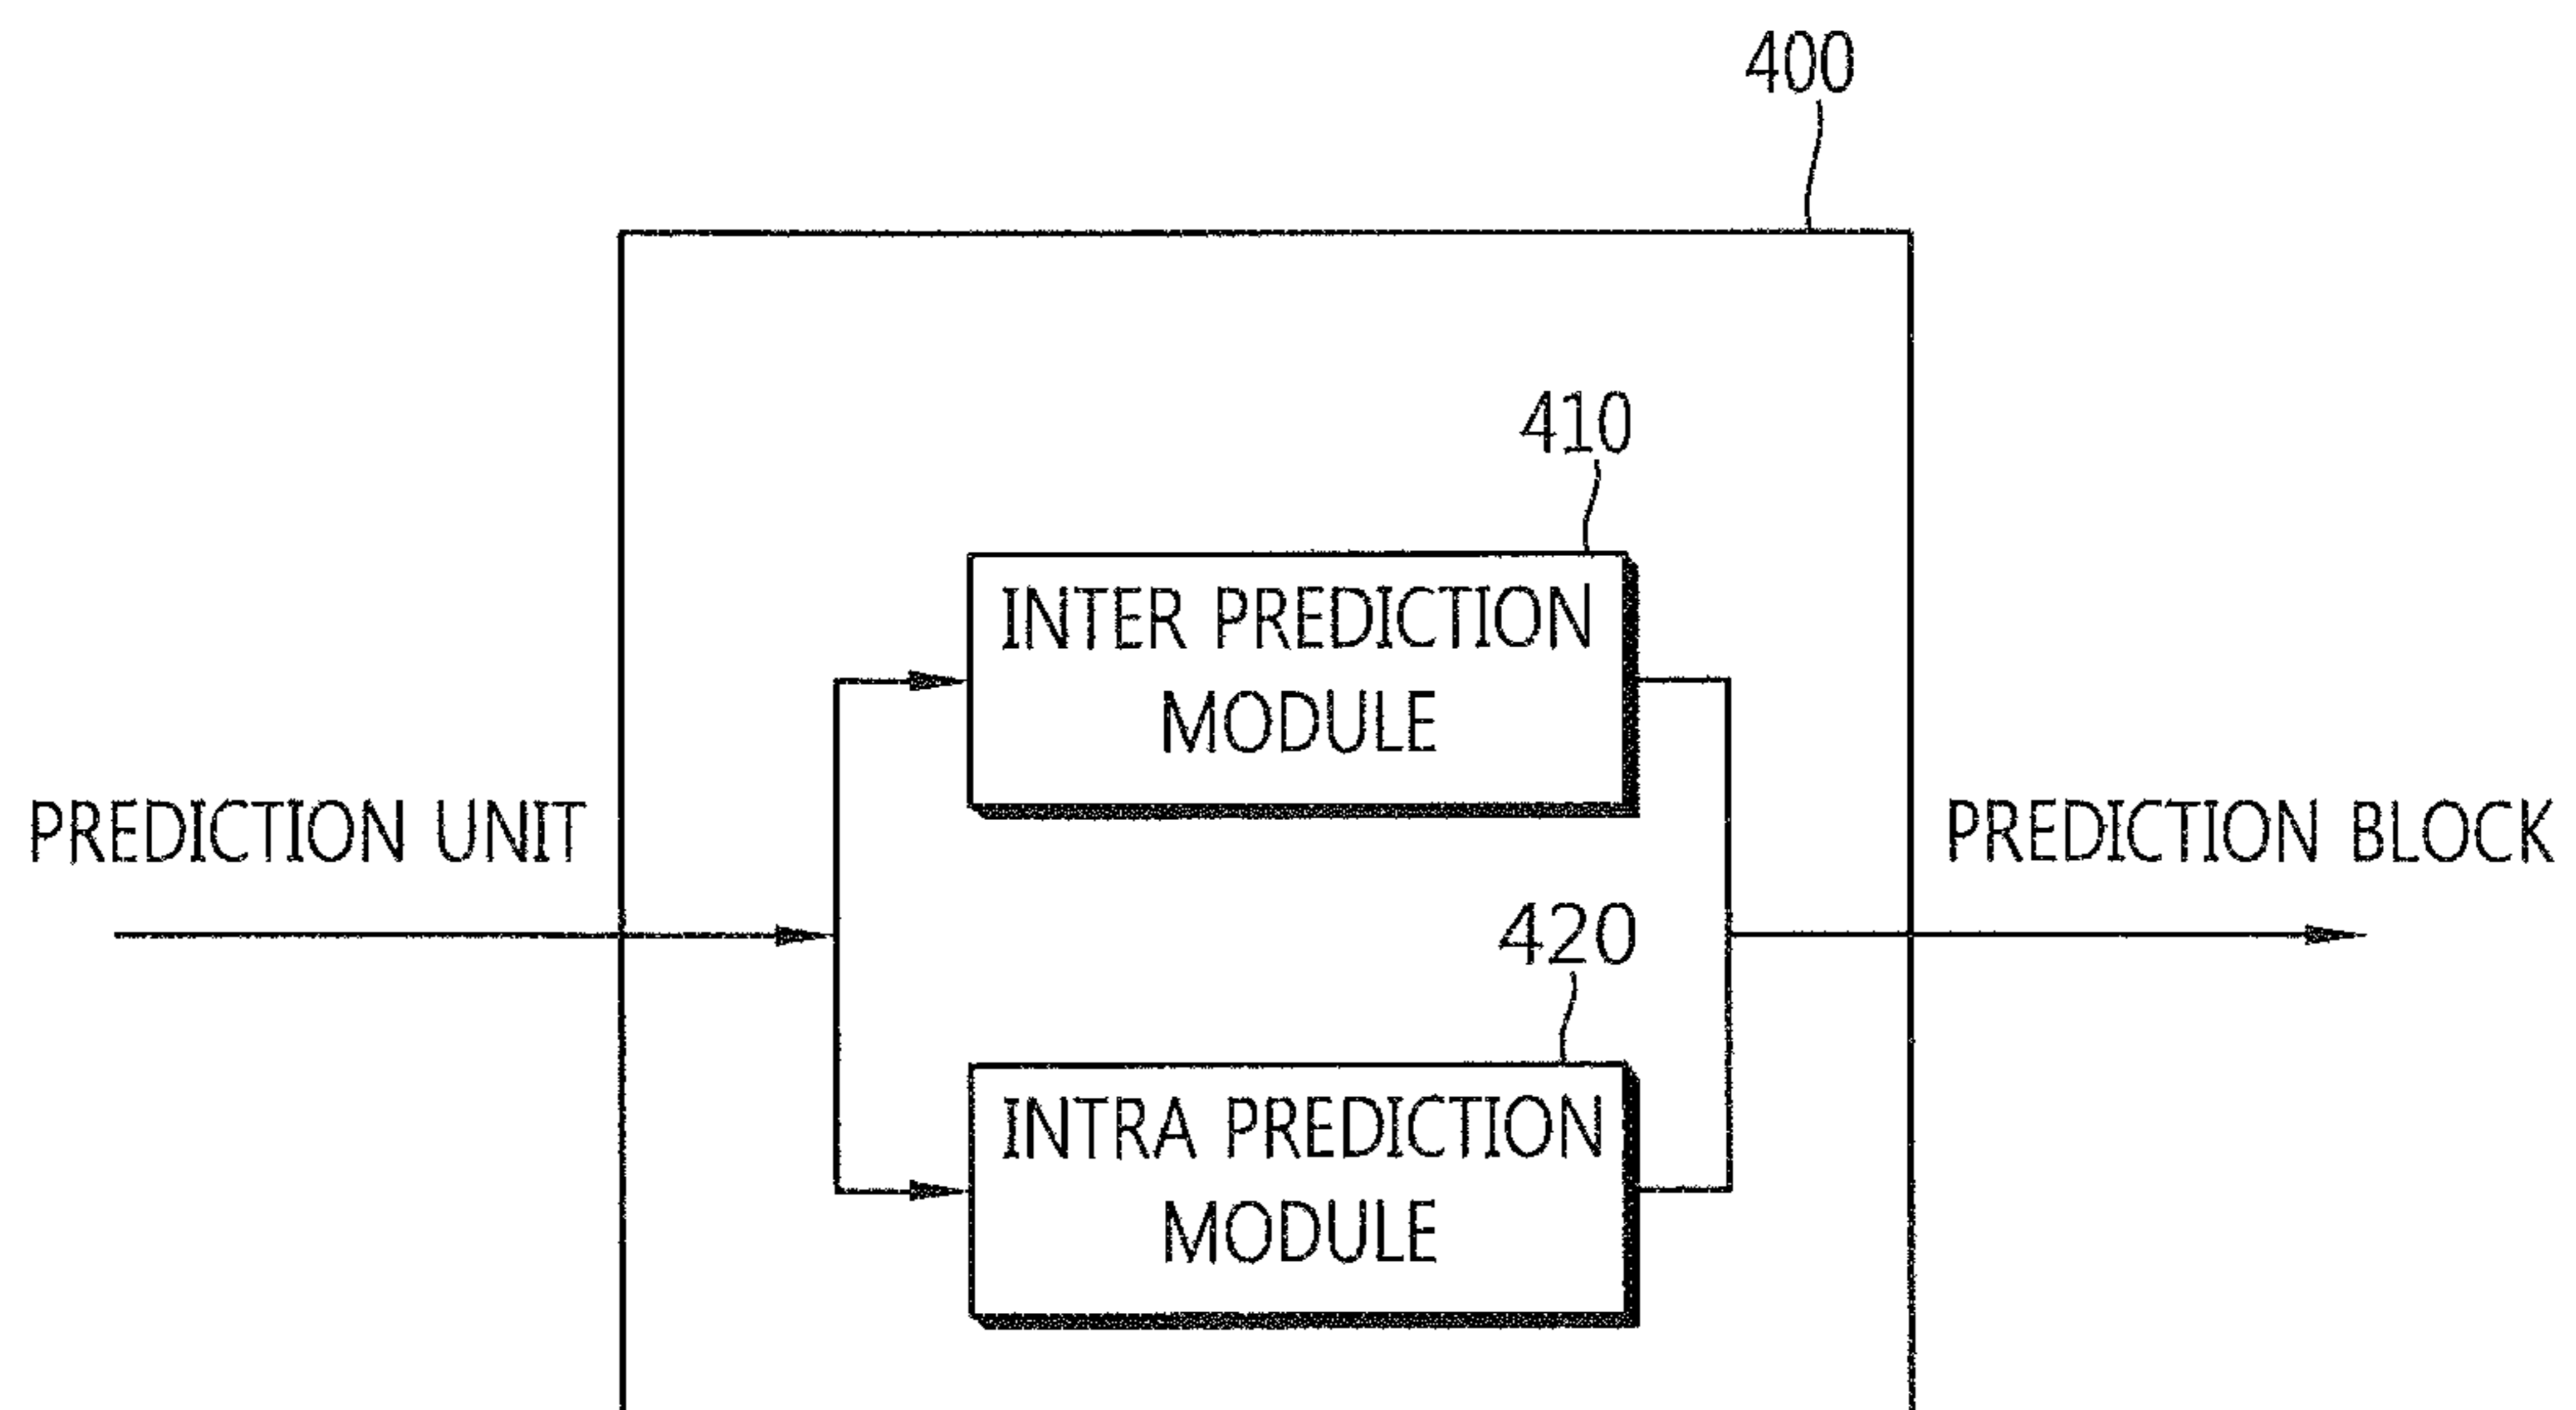 400
410
INTER PREDICTION
MODULE
PREDICTION UNIT
PREDICTION BLOCK
420
INTRA PREDICTION
MODULE